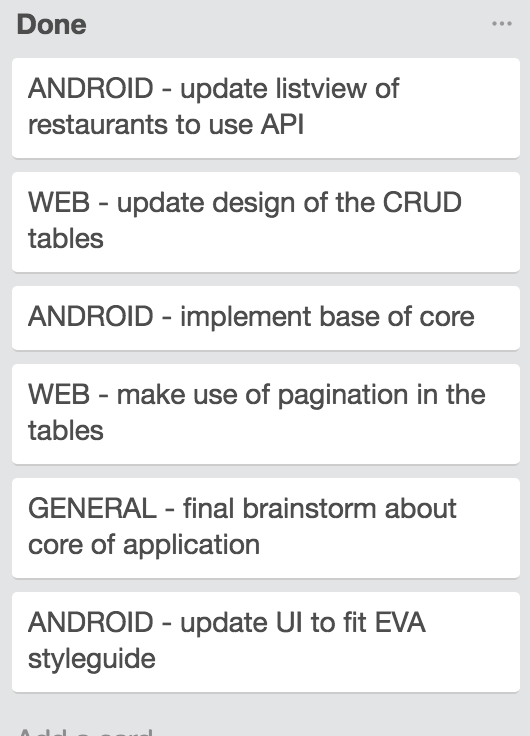 Done
ANDROID - update listview of
restaurants to use API
WEB - update design of the CRUD
tables
ANDROID - implement base of core
WEB - make use of pagination in the
tables
GENERAL - final brainstorm about
core of application
ANDROID - update UI to fit EVA
styleguide
Add a card